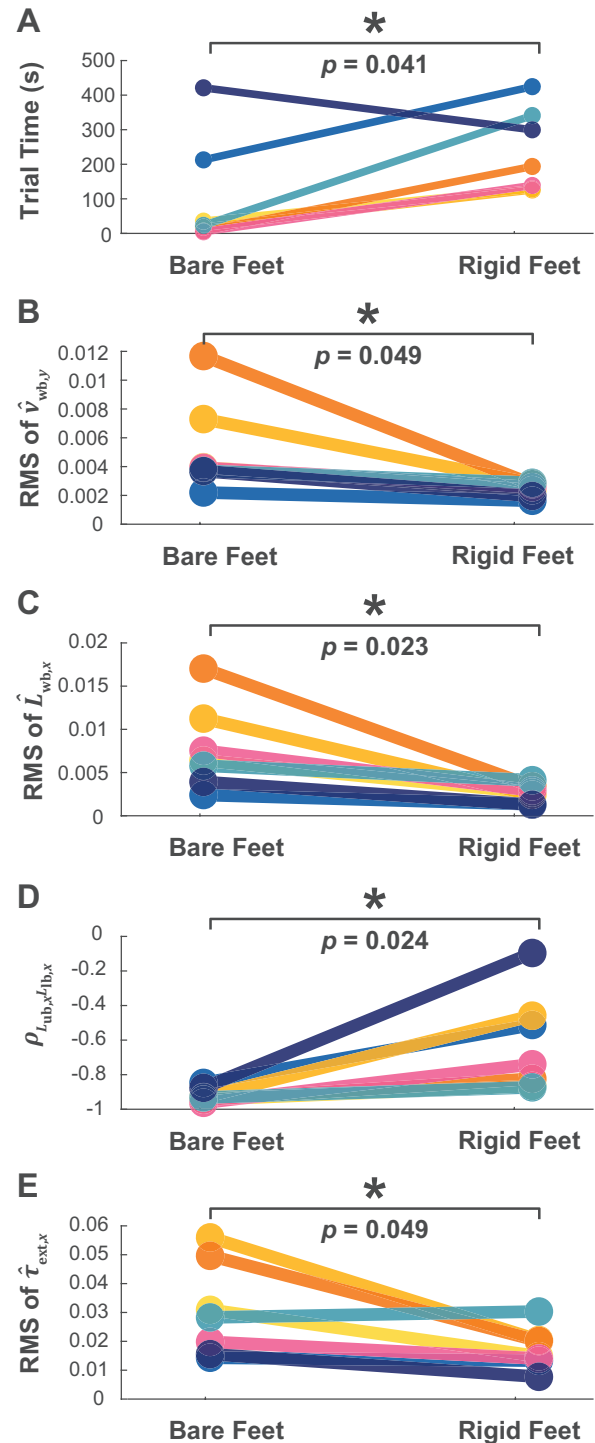 A
*
p = 0.041
Trial Time (s)
500
400
300
200
100
0
Bare Feet Rigid Feet
B
*
p = 0.049
RMS of v̂wb,y
0.012
0.01
0.008
0.006
0.004
0.002
0
Bare Feet Rigid Feet
C
*
p = 0.023
RMS of L̂wb,x
0.02
0.015
0.01
0.005
0
Bare Feet Rigid Feet
D
*
p = 0.024
ρLub,xLlb,x
0
-0.2
-0.4
-0.6
-0.8
-1
Bare Feet Rigid Feet
E
*
p = 0.049
RMS of τ̂ext,x
0.06
0.05
0.04
0.03
0.02
0.01
0
Bare Feet Rigid Feet